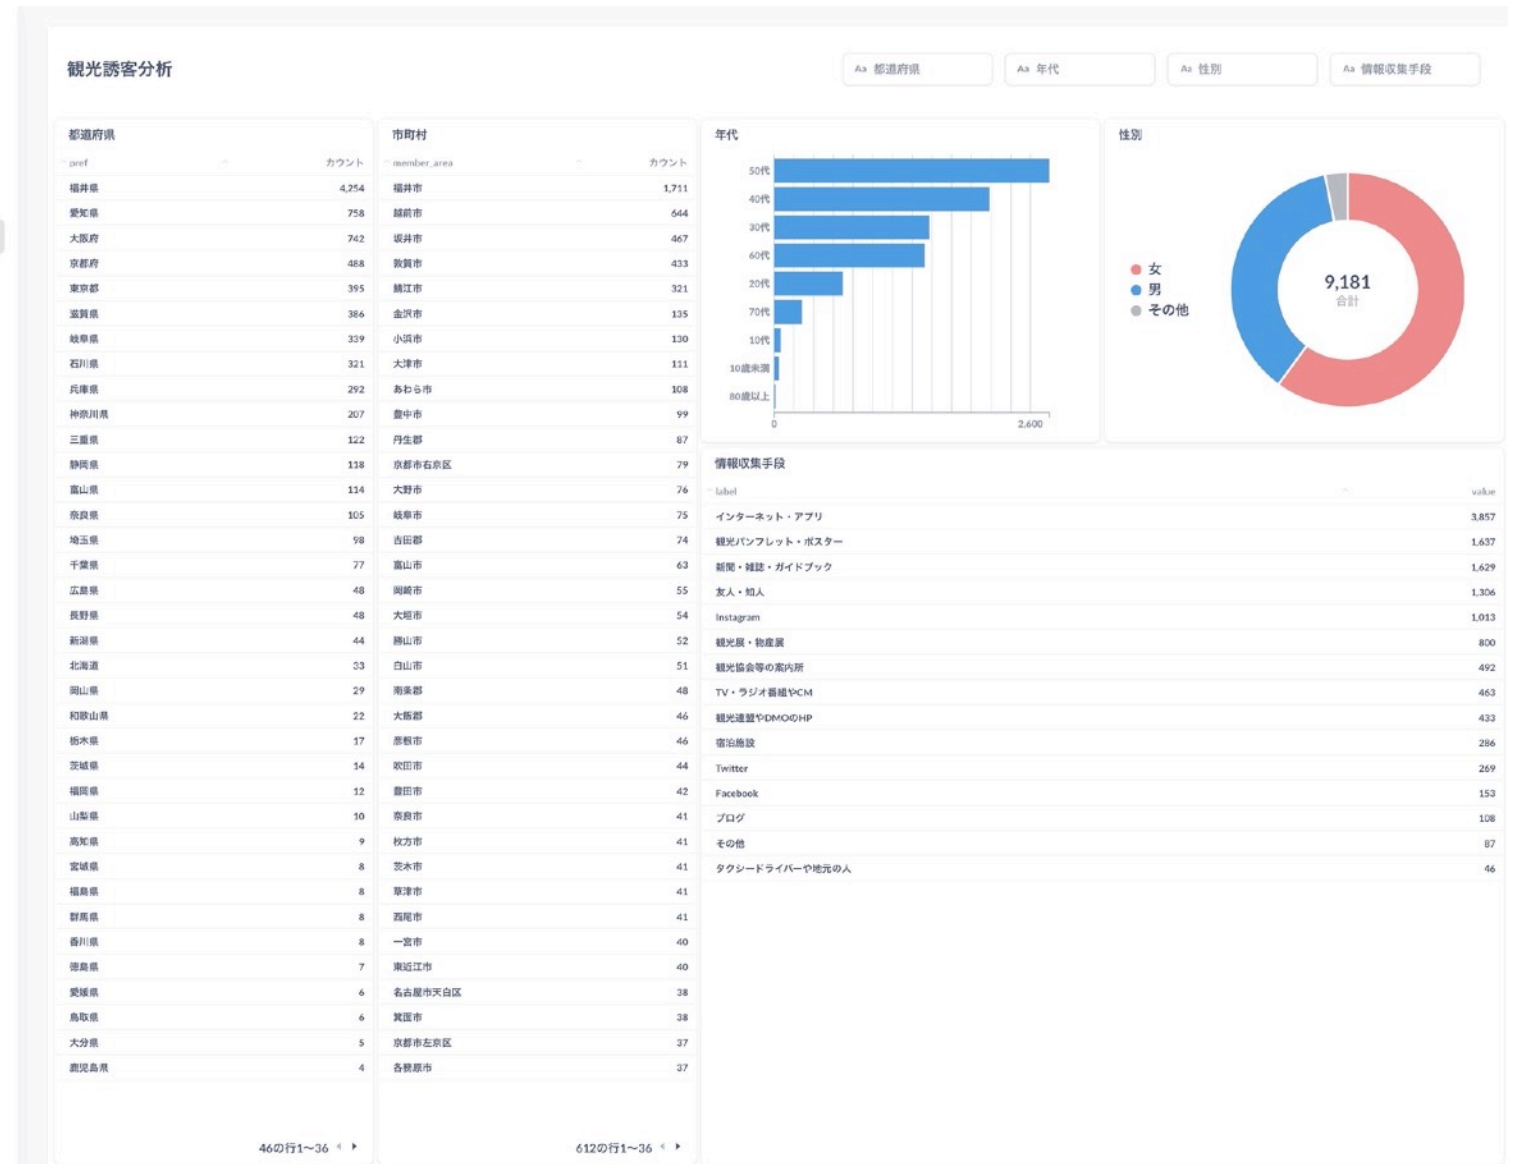 観光誘客分析
Aa 都道府県
Aa 年代
Aa 性別
Aa 情報収集手段
都道府県
pref カウント
福井県 4,254
愛知県 758
大阪府 742
京都府 488
東京都 395
滋賀県 386
岐阜県 339
石川県 321
兵庫県 292
神奈川県 207
三重県 122
静岡県 118
富山県 114
奈良県 105
埼玉県 98
千葉県 77
広島県 48
長野県 48
新潟県 44
北海道 33
岡山県 29
和歌山県 22
栃木県 17
茨城県 14
福岡県 12
山梨県 10
高知県 9
宮城県 8
福島県 8
群馬県 8
香川県 8
徳島県 7
愛媛県 6
鳥取県 6
大分県 5
鹿児島県 4
46の行1～36
市町村
member_area カウント
福井市 1,711
越前市 644
坂井市 467
敦賀市 433
鯖江市 321
金沢市 135
小浜市 130
大津市 111
あわら市 108
豊中市 99
丹生郡 87
京都市右京区 79
大野市 76
岐阜市 75
吉田郡 74
富山市 63
岡崎市 55
大垣市 54
勝山市 52
白山市 51
南条郡 48
大飯郡 46
彦根市 46
吹田市 44
豊田市 42
奈良市 41
枚方市 41
茨木市 41
草津市 41
西尾市 41
一宮市 40
東近江市 40
名古屋市天白区 38
箕面市 38
京都市左京区 37
各務原市 37
612の行1～36
年代
50代
40代
30代
60代
20代
70代
10代
10歳未満
80歳以上
0 2,600
性別
女
男
その他
9,181
合計
情報収集手段
label value
インターネット・アプリ 3,857
観光パンフレット・ポスター 1,637
新聞・雑誌・ガイドブック 1,629
友人・知人 1,306
Instagram 1,013
観光展・物産展 800
観光協会等の案内所 492
TV・ラジオ番組やCM 463
観光連盟やDMOのHP 433
宿泊施設 286
Twitter 269
Facebook 153
ブログ 108
その他 87
タクシードライバーや地元の人 46